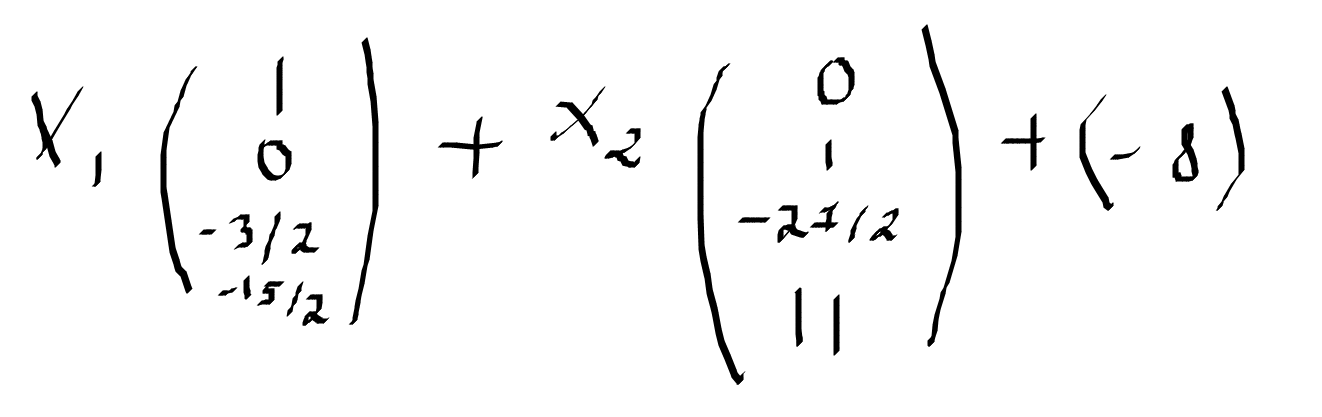 X₁ (1 0 -3/2 -15/2) + x₂ (0 1 -27/2 11) + (- 8)